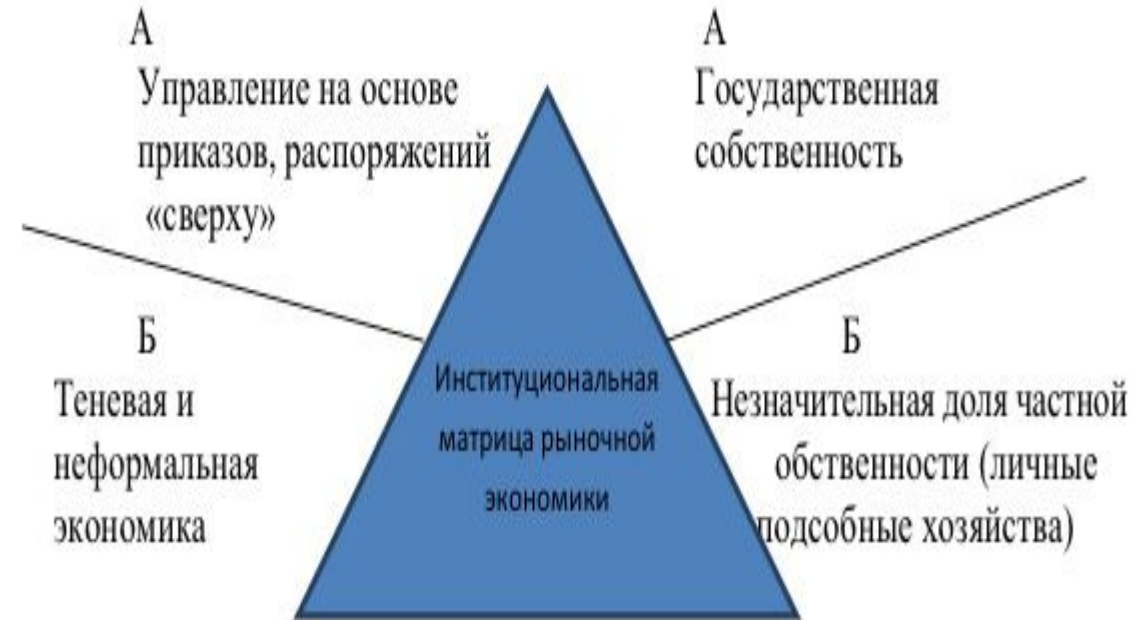 А
Управление на основе
приказов, распоряжений
«сверху»
А
Государственная
собственность
Б
Теневая и
неформальная
экономика
Институциональная
матрица рыночной
экономики
Б
Незначительная доля частной
обственности (личные
подсобные хозяйства)